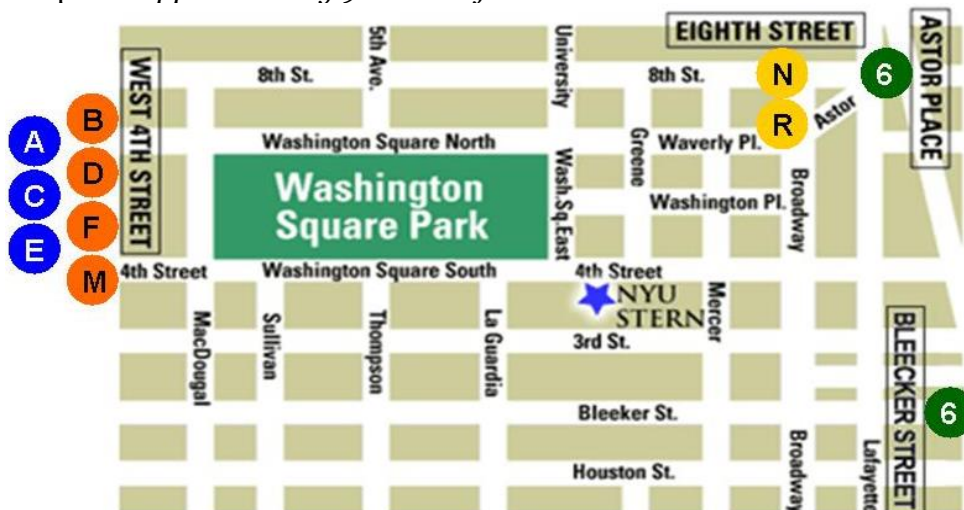 EIGHTH STREET
ASTOR PLACE
WEST 4TH STREET
5th Ave.
University
8th St.
8th St.
N
6
B
R
Astor
A
Washington Square North
Greene
Waverly Pl.
D
C
Washington
Square Park
Wash.Sq.East
Broadway
Washington Pl.
F
E
M
4th Street
Washington Square South
4th Street
NYU
STERN
Mercer
MacDougal
Sullivan
Thompson
La Guardia
3rd St.
BLEECKER STREET
6
Bleeker St.
Broadway
Lafayette
Houston St.